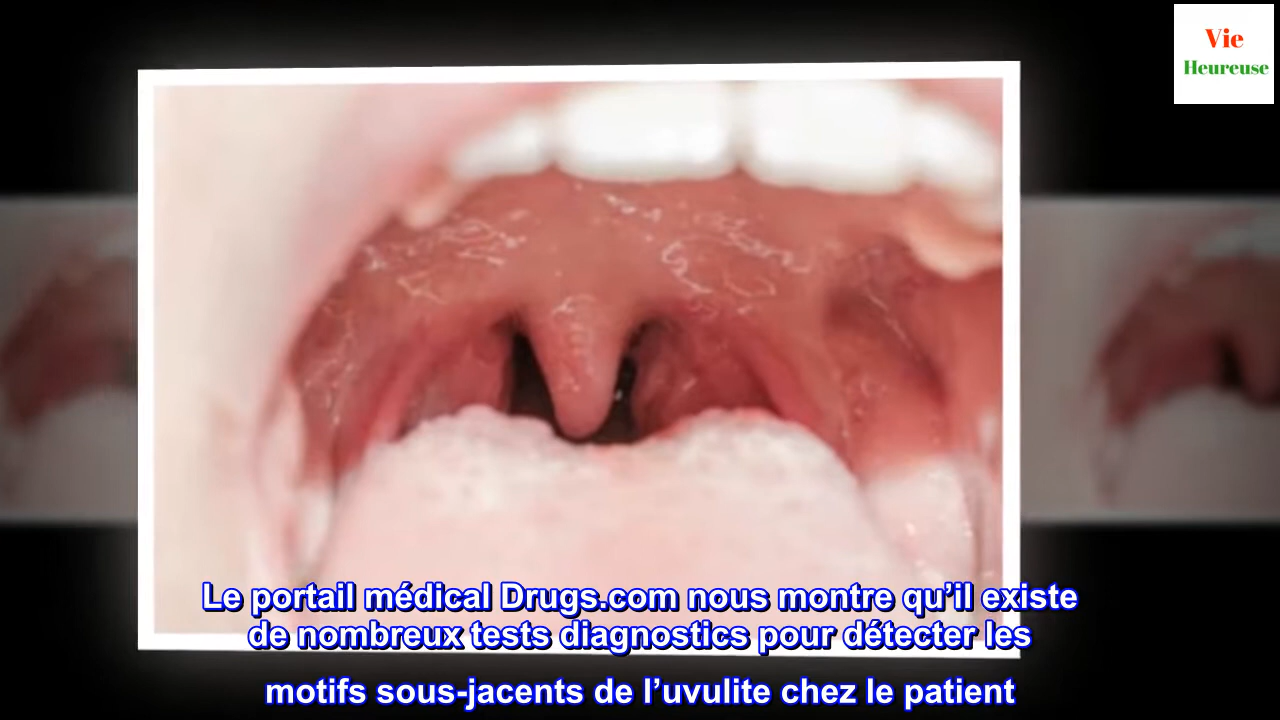 Vie
Heureuse
Le portail médical Drugs.com nous montre qu’il existe
de nombreux tests diagnostics pour détecter les
motifs sous-jacents de l’uvulite chez le patient